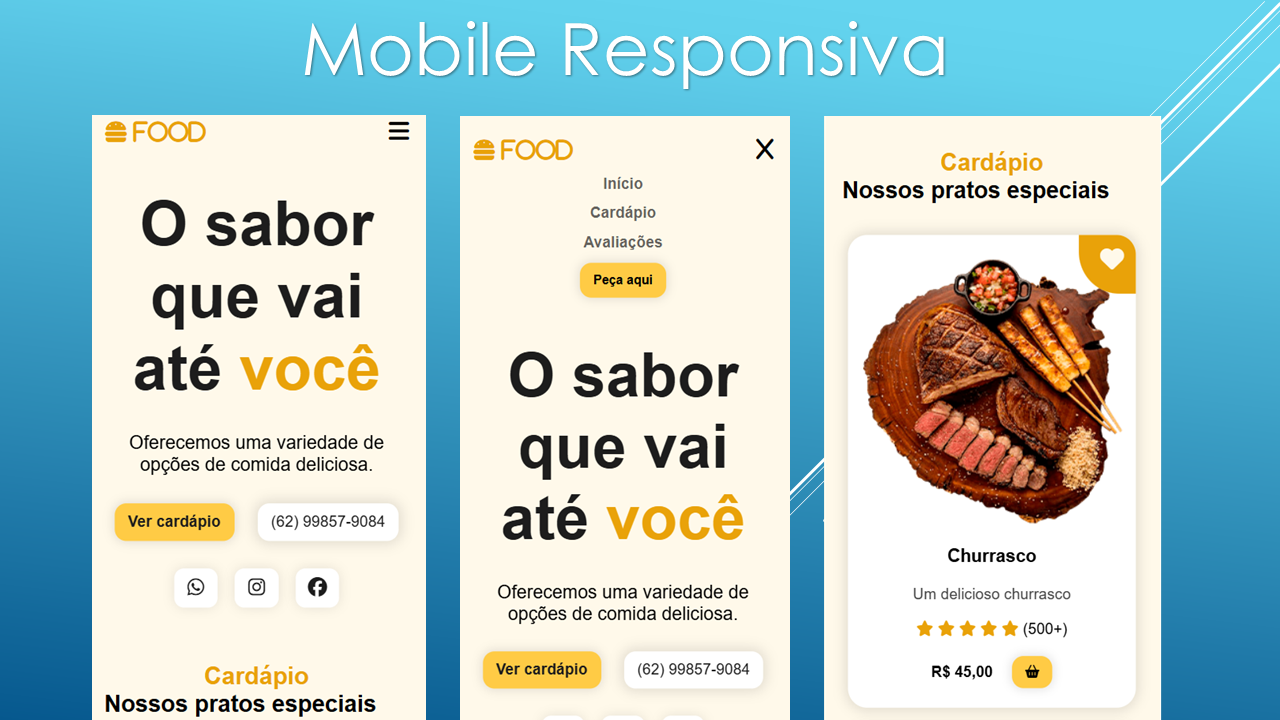 Mobile Responsiva
FOOD
O sabor
que vai
até você
Oferecemos uma variedade de
opções de comida deliciosa.
Ver cardápio
(62) 99857-9084
Cardápio
Nossos pratos especiais
FOOD
X
Início
Cardápio
Avaliações
Peça aqui
O sabor
que vai
até você
Oferecemos uma variedade de
opções de comida deliciosa.
Ver cardápio
(62) 99857-9084
Cardápio
Nossos pratos especiais
Churrasco
Um delicioso churrasco
(500+)
R$ 45,00